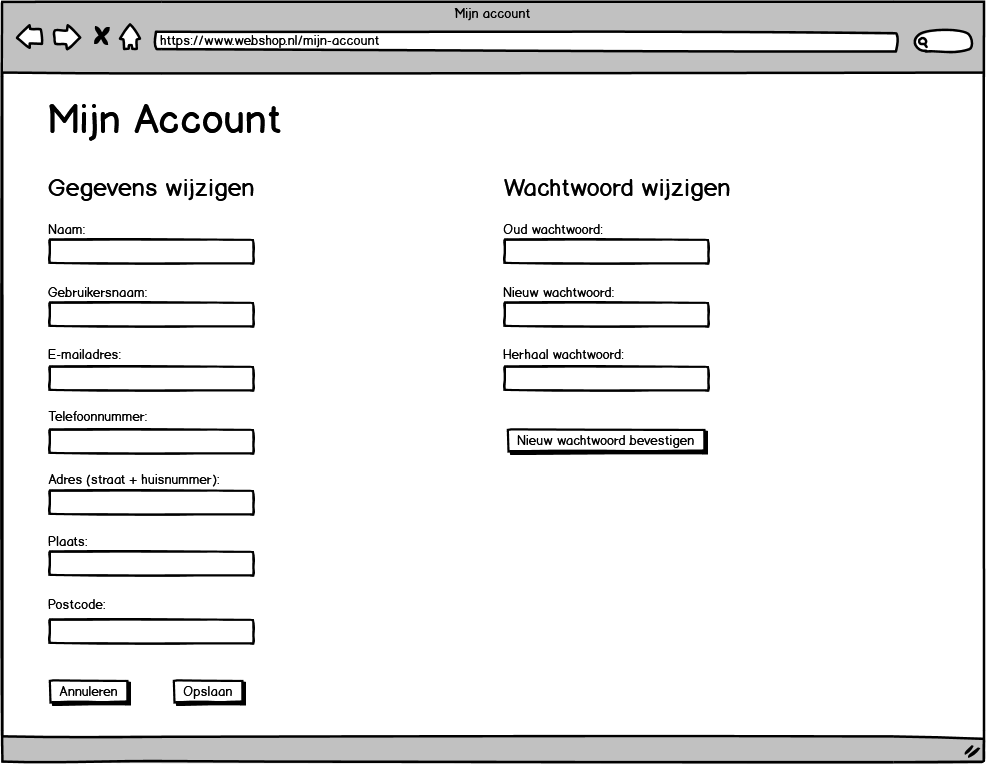 Mijn account
https://www.webshop.nl/mijn-account
Mijn Account
Gegevens wijzigen
Naam:
Gebruikersnaam:
E-mailadres:
Telefoonnummer:
Adres (straat + huisnummer):
Plaats:
Postcode:
Annuleren
Opslaan
Wachtwoord wijzigen
Oud wachtwoord:
Nieuw wachtwoord:
Herhaal wachtwoord:
Nieuw wachtwoord bevestigen